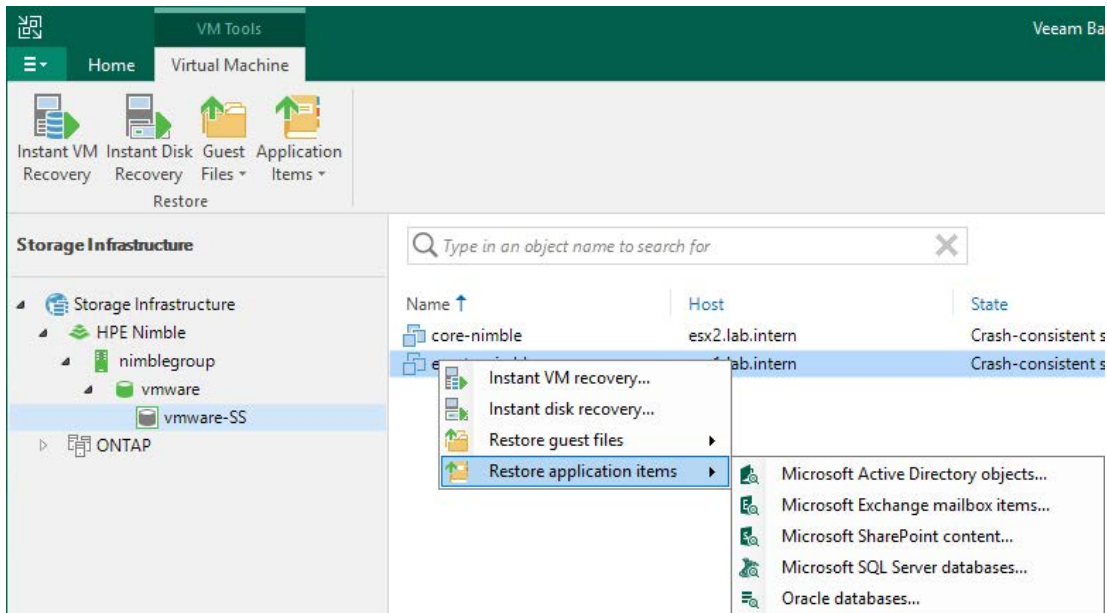 VM Tools
Veeam Ba
Home Virtual Machine
Instant VM Instant Disk Guest Application
Recovery Recovery Files Items
Restore
Storage Infrastructure
Type in an object name to search for
Storage Infrastructure
HPE Nimble
nimblegroup
vmware
vmware-SS
ONTAP
Name Host State
core-nimble esx2.lab.intern Crash-consistent s
ab.intern Crash-consistent s
Instant VM recovery...
Instant disk recovery...
Restore guest files
Restore application items
Microsoft Active Directory objects...
Microsoft Exchange mailbox items...
Microsoft SharePoint content...
Microsoft SQL Server databases...
Oracle databases...